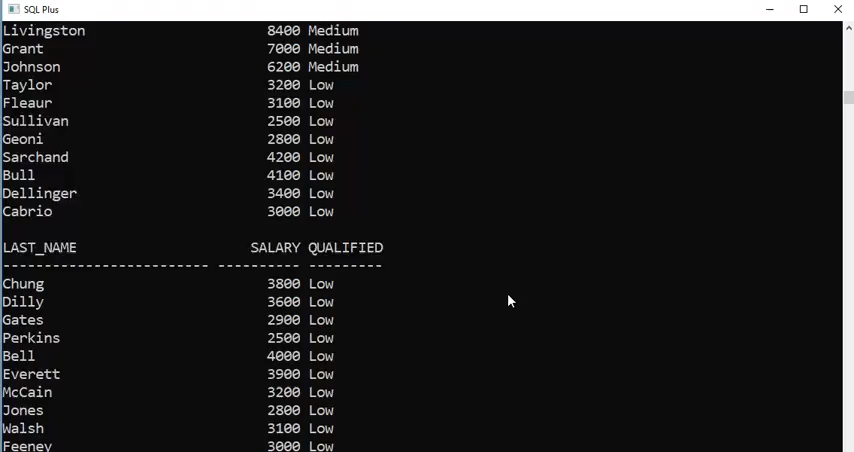 SQL Plus
Livingston 8400 Medium
Grant 7000 Medium
Johnson 6200 Medium
Taylor 3200 Low
Fleaur 3100 Low
Sullivan 2500 Low
Geoni 2800 Low
Sarchand 4200 Low
Bull 4100 Low
Dellinger 3400 Low
Cabrio 3000 Low
LAST_NAME SALARY QUALIFIED
------------------------- ---------- ---------
Chung 3800 Low
Dilly 3600 Low
Gates 2900 Low
Perkins 2500 Low
Bell 4000 Low
Everett 3900 Low
McCain 3200 Low
Jones 2800 Low
Walsh 3100 Low
Feeney 3000 Low